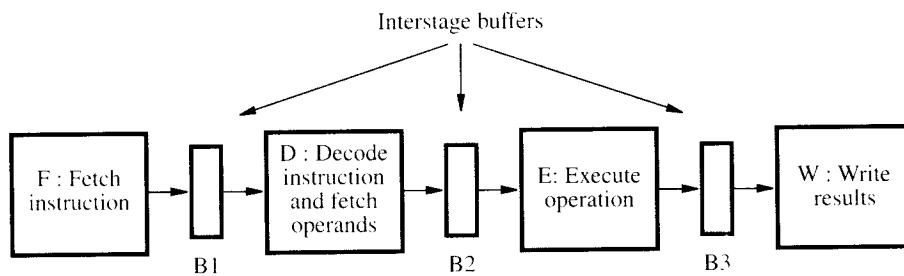 Interstage buffers
F : Fetch
instruction
D : Decode
instruction
and fetch
operands
E: Execute
operation
W : Write
results
B1
B2
B3